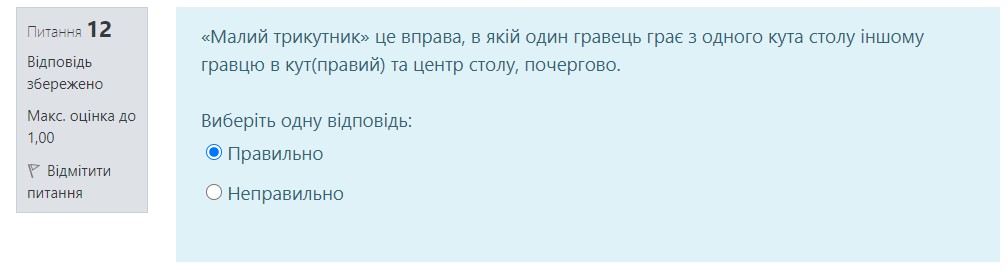 Питання 12
Відповідь
збережено
Макс. оцінка до
1,00
Відмітити
питання
«Малий трикутник» це вправа, в якій один гравець грає з одного кута столу іншому
гравцю в кут(правий) та центр столу, почергово.
Виберіть одну відповідь:
Правильно
Неправильно